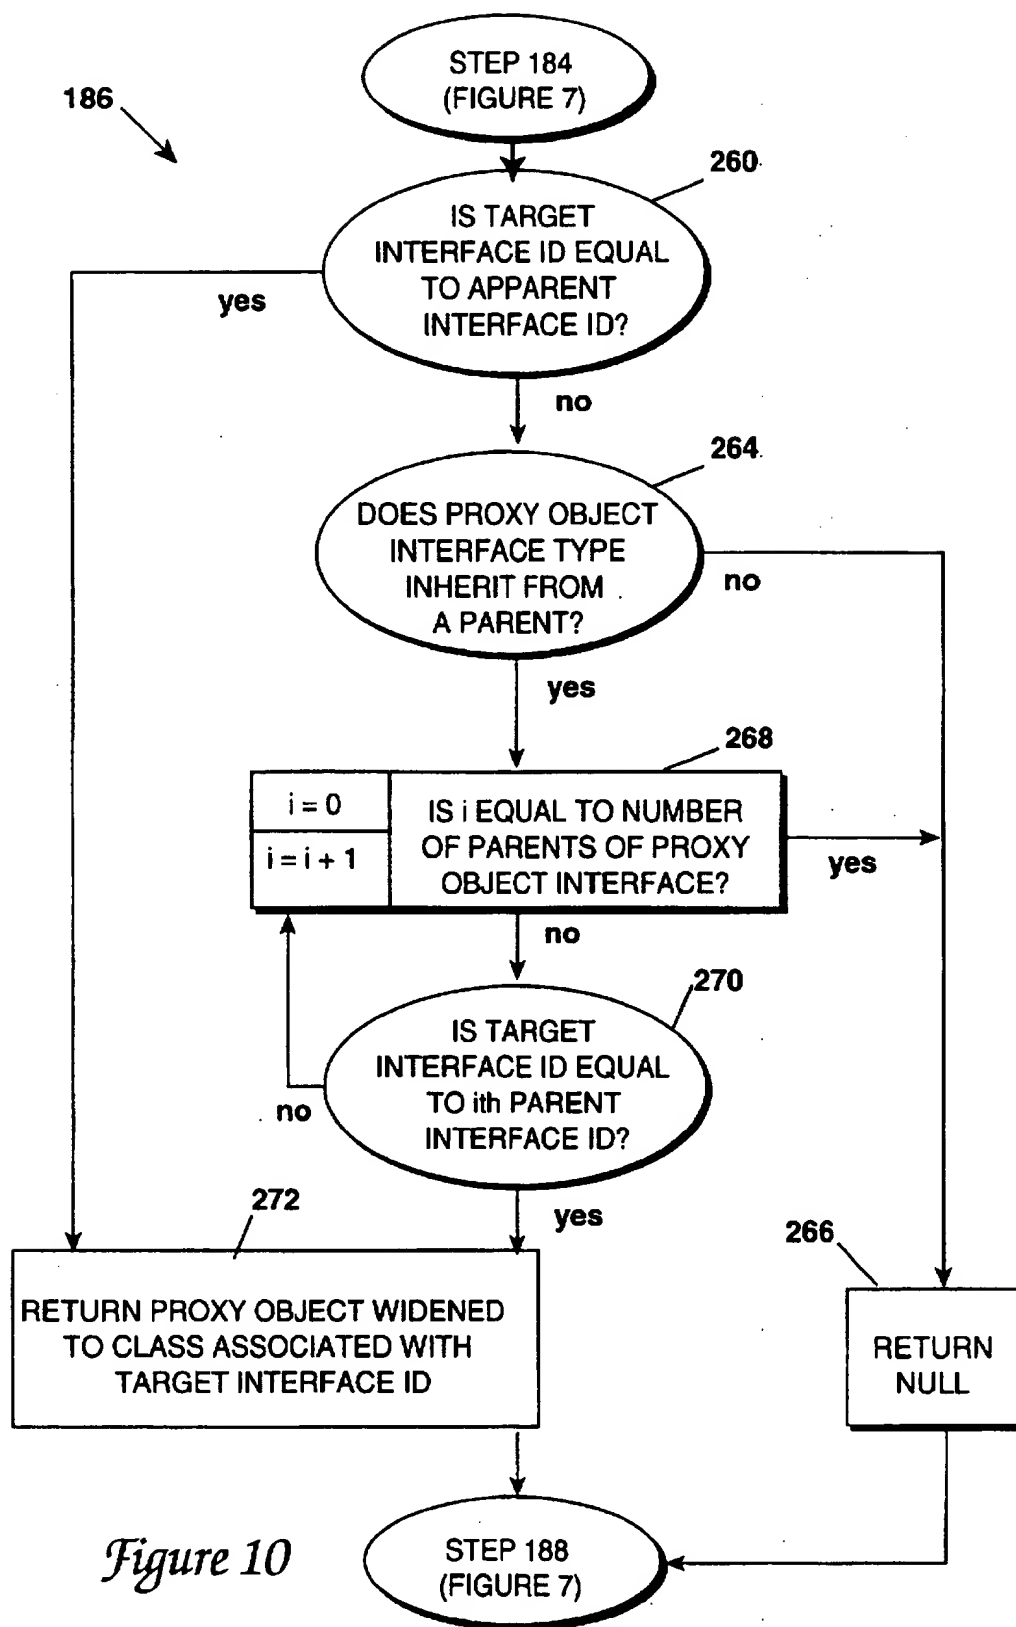 STEP 184
(FIGURE 7)
186
260
IS TARGET
INTERFACE ID EQUAL
TO APPARENT
INTERFACE ID?
yes
no
264
DOES PROXY OBJECT
INTERFACE TYPE
INHERIT FROM
A PARENT?
no
yes
268
i = 0
i = i + 1
IS i EQUAL TO NUMBER
OF PARENTS OF PROXY
OBJECT INTERFACE?
yes
no
270
IS TARGET
INTERFACE ID EQUAL
TO ith PARENT
INTERFACE ID?
no
yes
272
RETURN PROXY OBJECT WIDENED
TO CLASS ASSOCIATED WITH
TARGET INTERFACE ID
266
RETURN
NULL
STEP 188
(FIGURE 7)
Figure 10